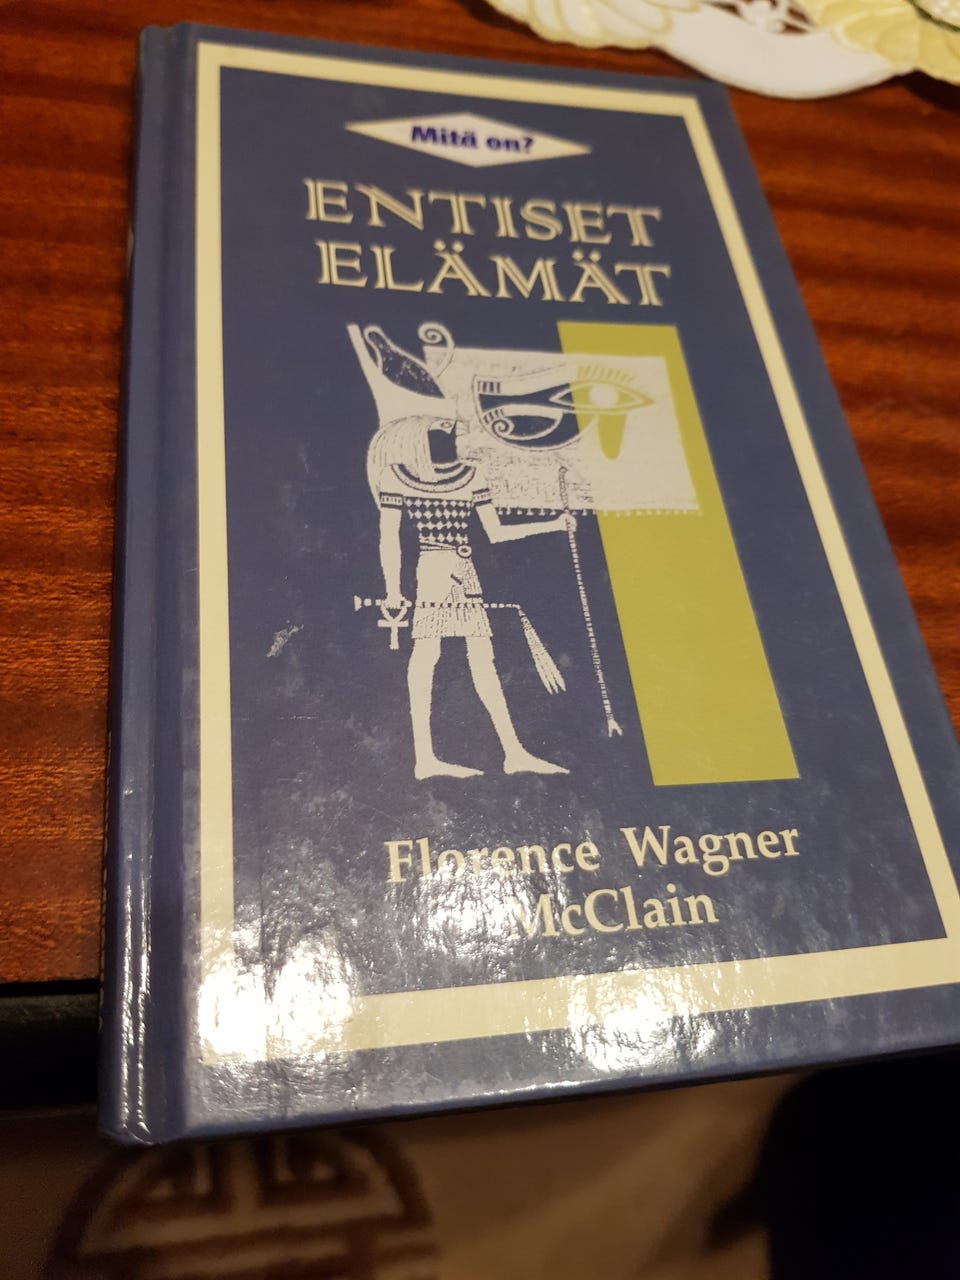 Mitä on?
ENTISET
ELÄMÄT
Florence Wagner
McClain